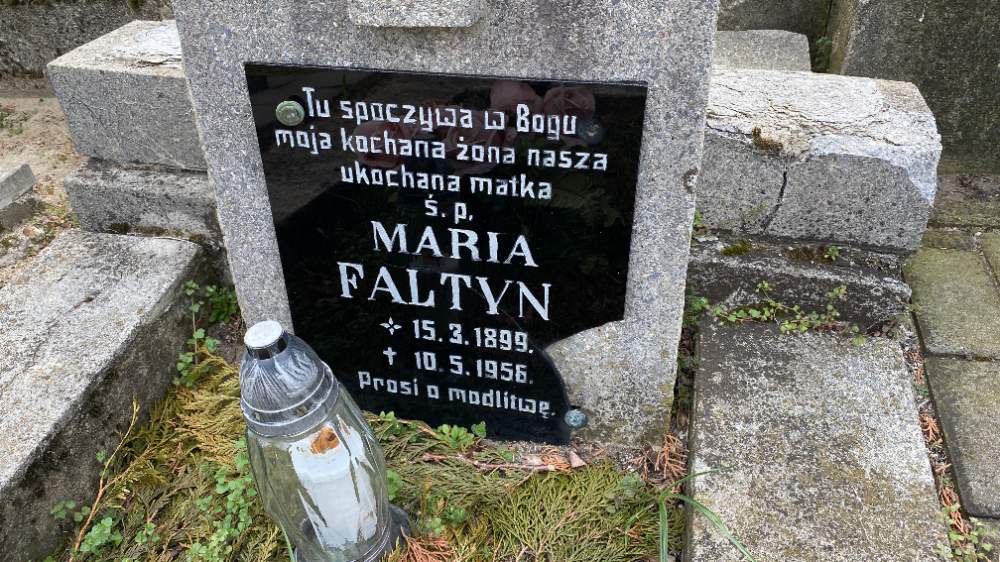 Tu spoczywa w Bogu
moja kochana żona nasza
ukochana matka
ś. p.
MARIA
FALTYN
15.3.1899.
✝ 10.5.1956.
Prosi o modlitwę.